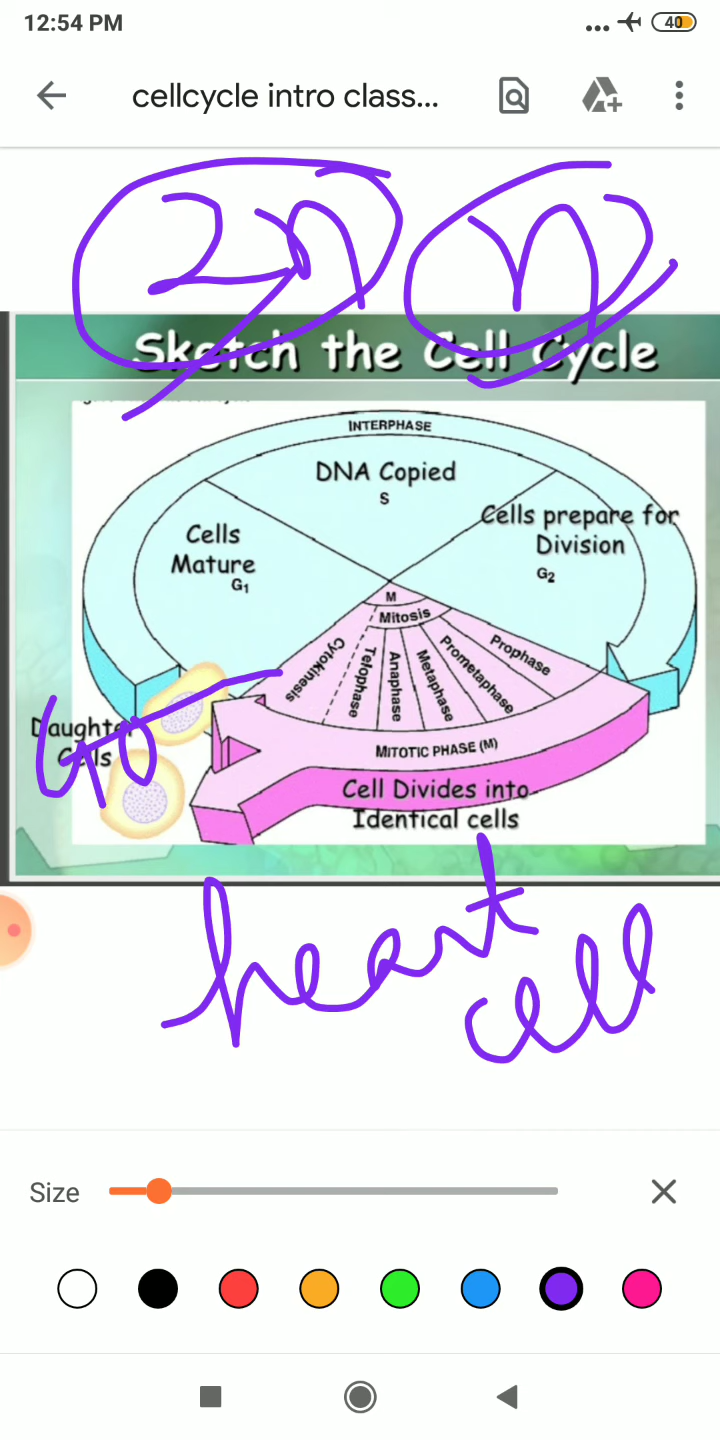 12:54 PM
40
cellcycle intro class...
2n n
Sketch the Cell Cycle
INTERPHASE
DNA Copied
S
Cells prepare for
Division
G₂
Cells
Mature
G₁
M
Mitosis
Cytokinesis
Telophase
Anaphase
Metaphase
Prometaphase
Prophase
Daughter
Cells
G0
MITOTIC PHASE (M)
Cell Divides into
Identical cells
heart
cell
Size